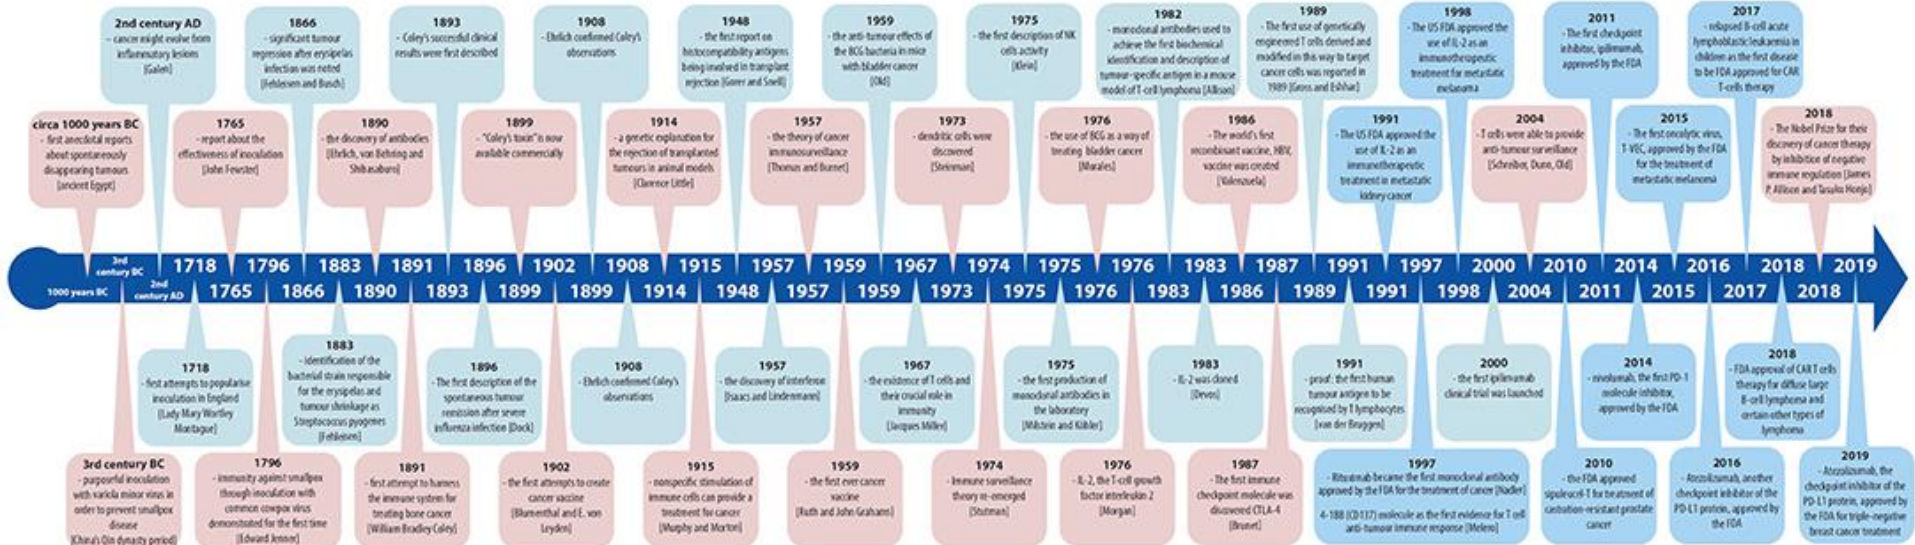 2nd century AD
- cancer might evolve from
inflammatory lesions
[Galen]
1866
- significant tumour
regression after erysipelas
infection was noted
[Fehleisen and Busch]
1893
- Coley's successful clinical
results were first described
1908
- Ehrlich confirmed Coley's
observations
1948
- the first report on
histocompatibility antigens
being involved in transplant
rejection [Gorer and Snell]
1959
- the anti-tumour effects of
the BCG bacteria in mice
with bladder cancer
[Old]
1975
- the first description of NK
cells activity
[Klein]
1982
- monoclonal antibodies used to
achieve the first biochemical
identification and description of
tumour-specific antigen in a mouse
model of T-cell lymphoma [Allison]
1989
- The first use of genetically
engineered T cells derived and
modified in this way to target
cancer cells was reported in
1989 [Gross and Eshhar]
1998
- The US FDA approved the
use of IL-2 as an
immunotherapeutic
treatment for metastatic
melanoma
2011
- The first checkpoint
inhibitor, ipilimumab,
approved by the FDA
2017
- relapsed B-cell acute
lymphoblastic leukaemia in
children as the first disease
to be FDA approved for CAR
T-cells therapy
circa 1000 years BC
- first anecdotal reports
about spontaneously
disappearing tumours
[ancient Egypt]
1765
- report about the
effectiveness of inoculation
[John Fewster]
1890
- the discovery of antibodies
[Ehrlich, von Behring and
Shibasaburo]
1899
- "Coley's toxin" is now
available commercially
1914
- a genetic explanation for
the rejection of transplanted
tumours in animal models
[Clarence Little]
1957
- the theory of cancer
immunosurveillance
[Thomas and Burnet]
1973
- dendritic cells were
discovered
[Steinman]
1976
- the use of BCG as a way of
treating bladder cancer
[Morales]
1986
- The world's first
recombinant vaccine, HBV,
vaccine was created
[Valenzuela]
1991
- The US FDA approved the
use of IL-2 as an
immunotherapeutic
treatment in metastatic
kidney cancer
2004
- T cells were able to provide
anti-tumour surveillance
[Schreiber, Dunn, Old]
2015
- The first oncolytic virus,
T-VEC, approved by the FDA
for the treatment of
metastatic melanoma
2018
- The Nobel Prize for their
discovery of cancer therapy
by inhibition of negative
immune regulation [James
P. Allison and Tasuku Honjo]
3rd
century BC
1718 1796 1883 1891 1896 1902 1908 1915 1957 1959 1967 1974 1975 1976 1983 1987 1991 1997 2000 2010 2014 2016 2018 2019
1000 years BC
2nd
century AD
1765 1866 1890 1893 1899 1899 1914 1948 1957 1959 1973 1975 1976 1983 1986 1989 1991 1998 2004 2011 2015 2017 2018
1718
- first attempts to popularise
inoculation in England
[Lady Mary Wortley
Montague]
1883
- identification of the
bacterial strain responsible
for the erysipelas and
tumour shrinkage as
Streptococcus pyogenes
[Fehleisen]
1896
- The first description of the
spontaneous tumour
remission after severe
influenza infection [Dock]
1908
- Ehrlich confirmed Coley's
observations
1957
- the discovery of interferon
[Isaacs and Lindenmann]
1967
- the existence of T cells and
their crucial role in
immunity
[Jacques Miller]
1975
- the first production of
monoclonal antibodies in
the laboratory
[Milstein and Köhler]
1983
- IL-2 was cloned
[Devos]
1991
- proof: the first human
tumour antigen to be
recognised by T lymphocytes
[van der Bruggen]
2000
- the first ipilimumab
clinical trial was launched
2014
- nivolumab, the first PD-1
molecule inhibitor,
approved by the FDA
2018
- FDA approval of CAR T cells
therapy for diffuse large
B-cell lymphoma and
certain other types of
lymphoma
3rd century BC
- purposful inoculation
with variola minor virus in
order to prevent smallpox
disease
[China's Qin dynasty period]
1796
- immunity against smallpox
through inoculation with
common cowpox virus
demonstrated for the first time
[Edward Jenner]
1891
- first attempt to harness
the immune system for
treating bone cancer
[William Bradley Coley]
1902
- the first attempts to create
cancer vaccine
[Blumenthal and E. von
Leyden]
1915
- nonspecific stimulation of
immune cells can provide a
treatment for cancer
[Murphy and Morton]
1959
- the first ever cancer
vaccine
[Ruth and John Grahams]
1974
- Immune surveillance
theory re-emerged
[Stutman]
1976
- IL-2, the T-cell growth
factor interleukin 2
[Morgan]
1987
- The first immune
checkpoint molecule was
discovered CTLA-4
[Brunet]
1997
- Rituximab became the first monoclonal antibody
approved by the FDA for the treatment of cancer [Nadler]
4-1BB (CD137) molecule as the first evidence for T cell
anti-tumour immune response [Melero]
2010
- the FDA approved
sipuleucel-T for treatment of
castration-resistant prostate
cancer
2016
- Atezolizumab, another
checkpoint inhibitor of the
PD-L1 protein, approved by
the FDA
2019
- Atezolizumab, the
checkpoint inhibitor of the
PD-L1 protein, approved by
the FDA for triple-negative
breast cancer treatment